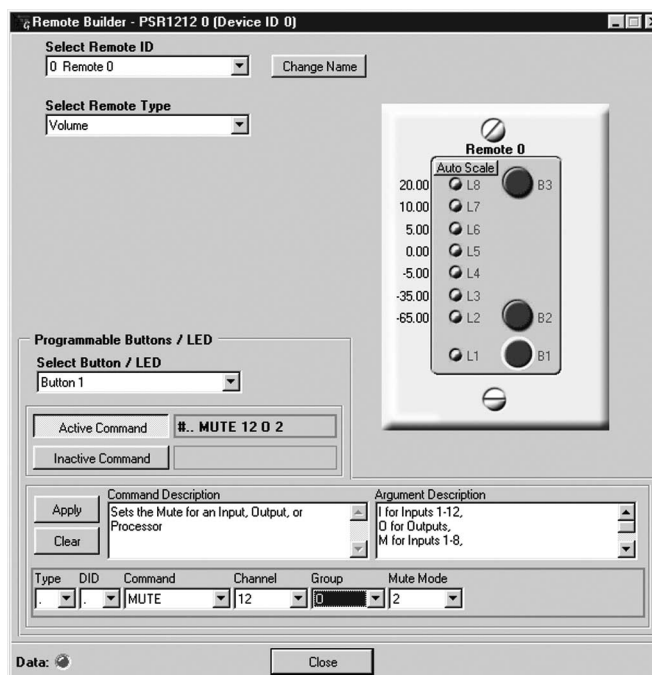 Remote Builder - PSR1212 0 (Device ID 0)
Select Remote ID
0 Remote 0
Change Name
Select Remote Type
Volume
Remote 0
Auto Scale
20.00 L8 B3
10.00 L7
5.00 L6
0.00 L5
-5.00 L4
-35.00 L3
-65.00 L2 B2
L1 B1
Programmable Buttons / LED
Select Button / LED
Button 1
Active Command #.. MUTE 12 O 2
Inactive Command
Apply
Clear
Command Description
Sets the Mute for an Input, Output, or
Processor
Argument Description
I for Inputs 1-12,
O for Outputs,
M for Inputs 1-8,
Type DID Command Channel Group Mute Mode
. . MUTE 12 O 2
Data:
Close